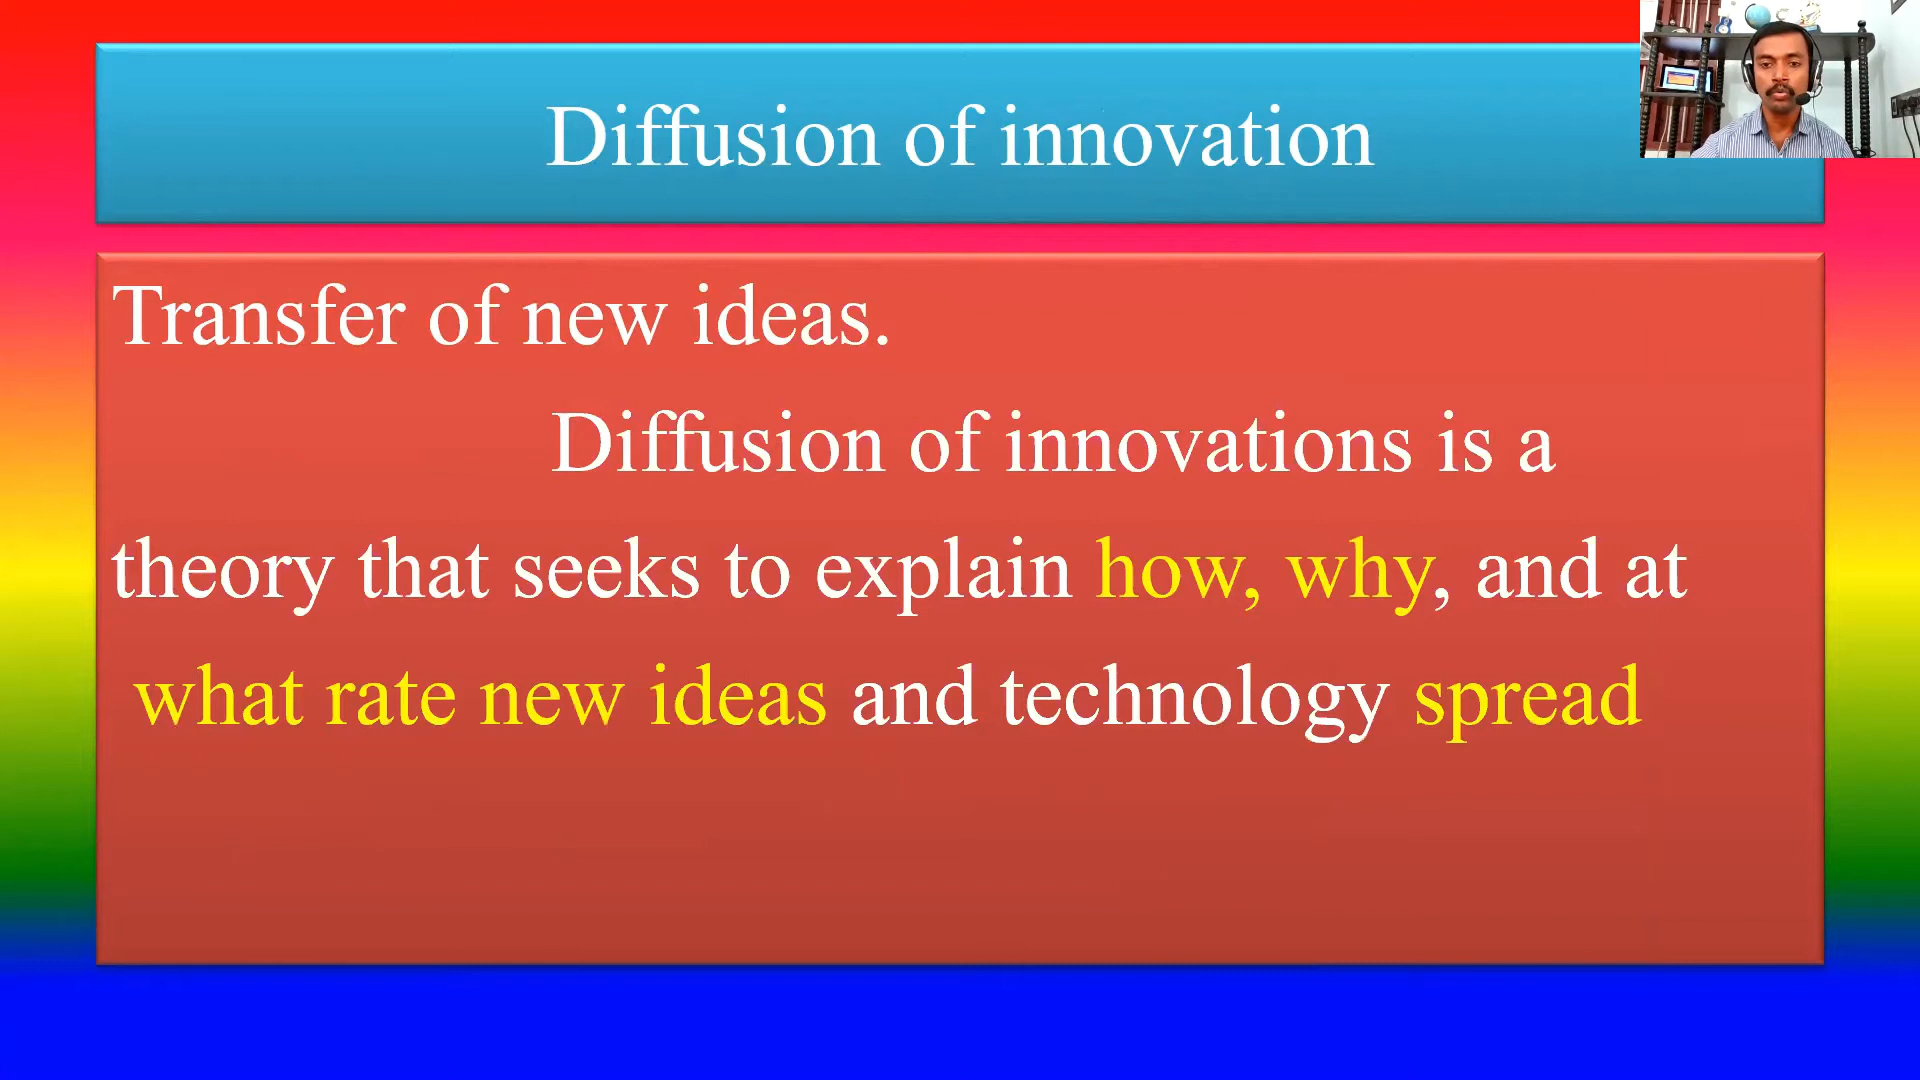 Diffusion of innovation
Transfer of new ideas.
Diffusion of innovations is a
theory that seeks to explain how, why, and at
what rate new ideas and technology spread